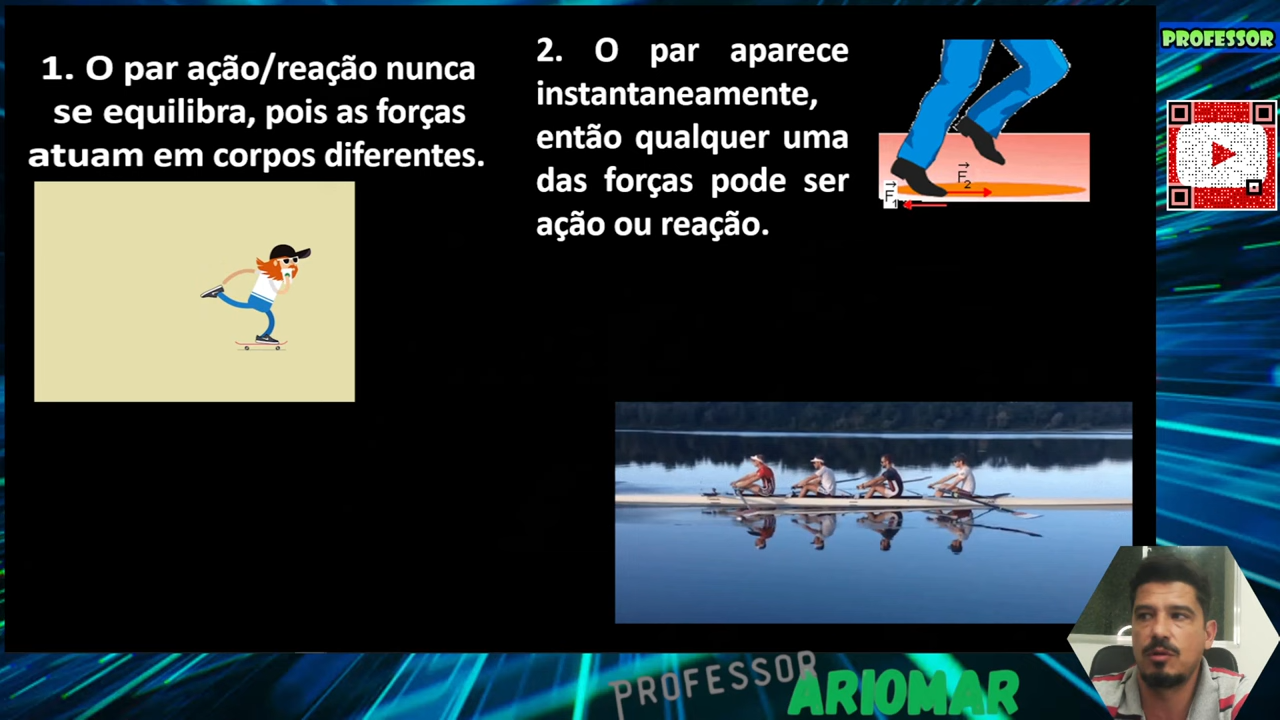 1. O par ação/reação nunca
se equilibra, pois as forças
atuam em corpos diferentes.
2. O par aparece
instantaneamente,
então qualquer uma
das forças pode ser
ação ou reação.
F₂
F₁
PROFESSOR
PROFESSOR
ARIOMAR